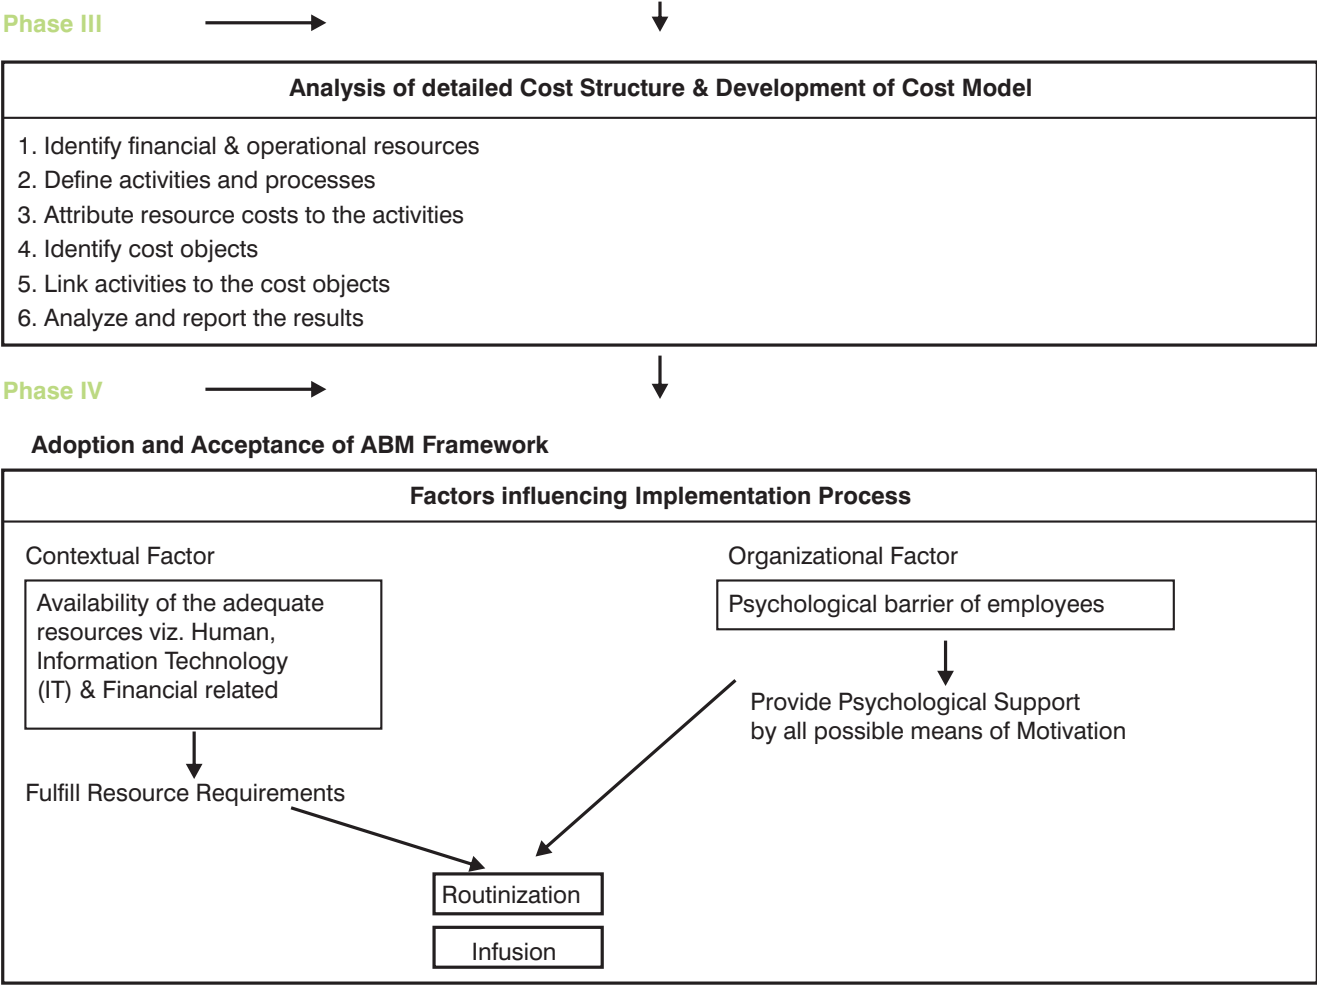 Phase III
Analysis of detailed Cost Structure & Development of Cost Model
1. Identify financial & operational resources
2. Define activities and processes
3. Attribute resource costs to the activities
4. Identify cost objects
5. Link activities to the cost objects
6. Analyze and report the results
Phase IV
Adoption and Acceptance of ABM Framework
Factors influencing Implementation Process
Contextual Factor
Availability of the adequate
resources viz. Human,
Information Technology
(IT) & Financial related
Fulfill Resource Requirements
Organizational Factor
Psychological barrier of employees
Provide Psychological Support
by all possible means of Motivation
Routinization
Infusion